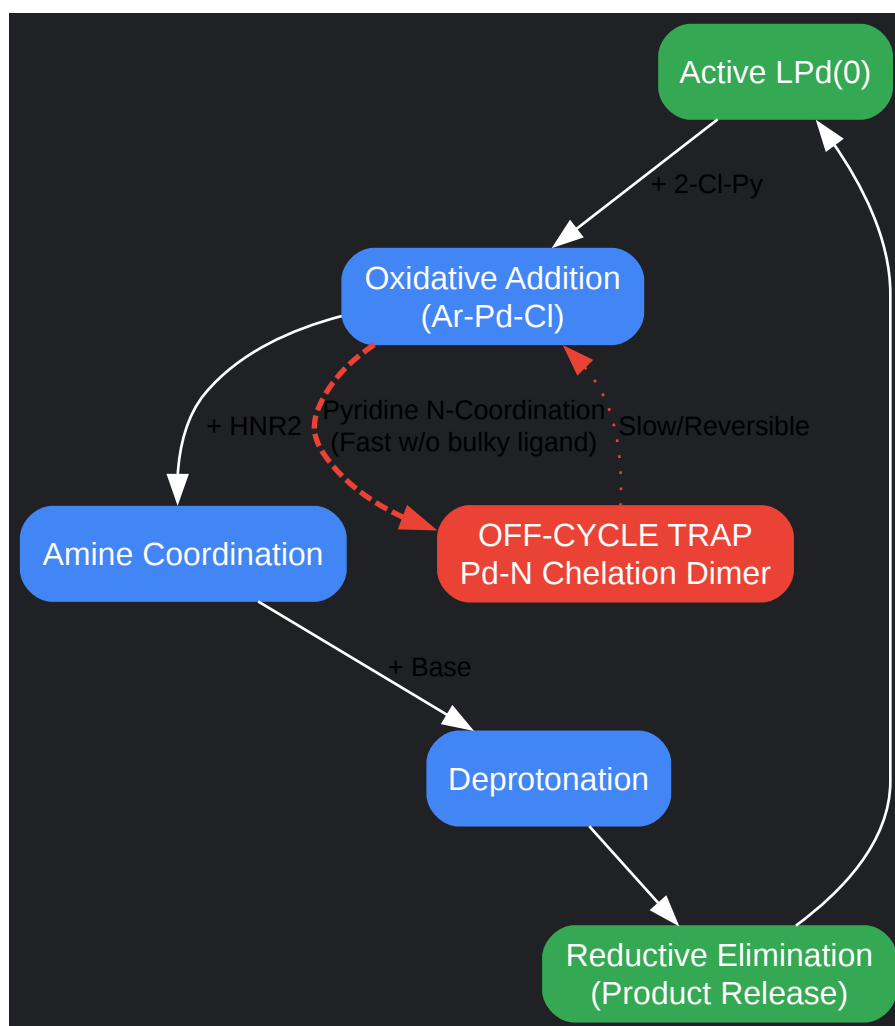 Active LPd(0)
+ 2-Cl-Py
Oxidative Addition
(Ar-Pd-Cl)
+ HNR2
Pyridine N-Coordination
(Fast w/o bulky ligand)
Slow/Reversible
Amine Coordination
OFF-CYCLE TRAP
Pd-N Chelation Dimer
+ Base
Deprotonation
Reductive Elimination
(Product Release)